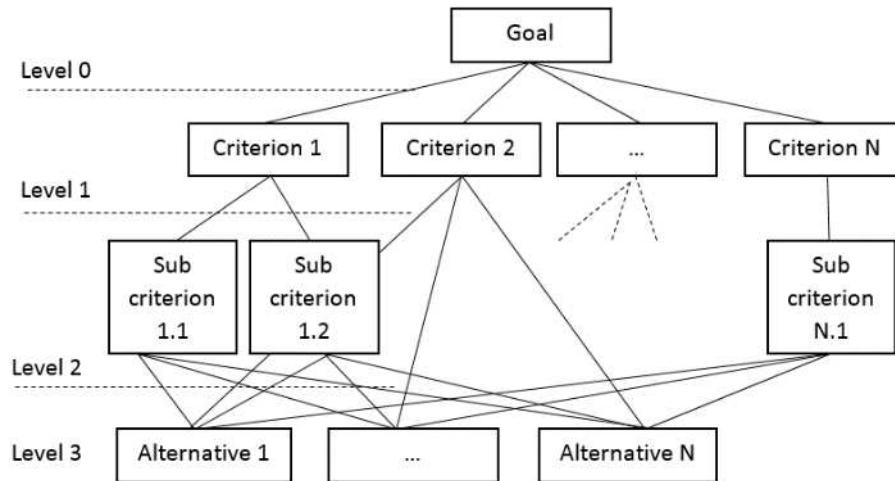 Goal
Level 0
Criterion 1
Criterion 2
...
Criterion N
Level 1
Sub
criterion
1.1
Sub
criterion
1.2
Sub
criterion
N.1
Level 2
Level 3
Alternative 1
...
Alternative N